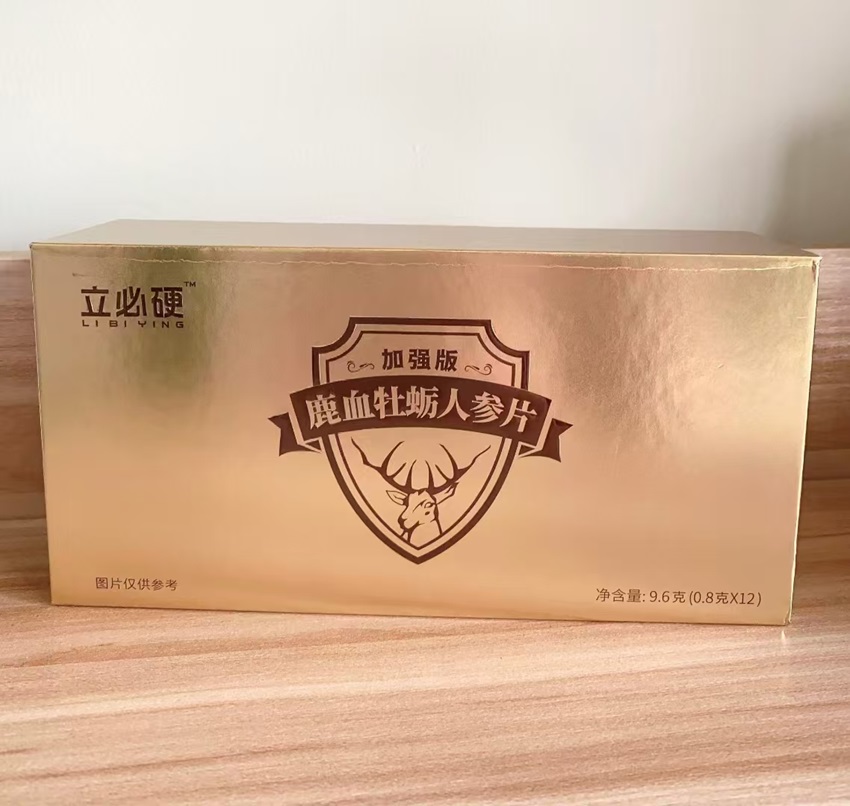 立必硬™
LI BI YING
加强版
鹿血牡蛎人参片
图片仅供参考
净含量: 9.6克(0.8克X12)